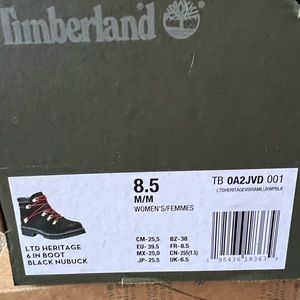 Timberland
8.5
M/M
WOMEN'S/FEMMES
TB 0A2JVD 001
LTD HERITAGE
6 IN BOOT
BLACK NUBUCK
CM-25,5 BZ-38
EU-39.5 FR-8.5
MX-25,0 CN-255(1.5)
JP-25.5 UK-6.5